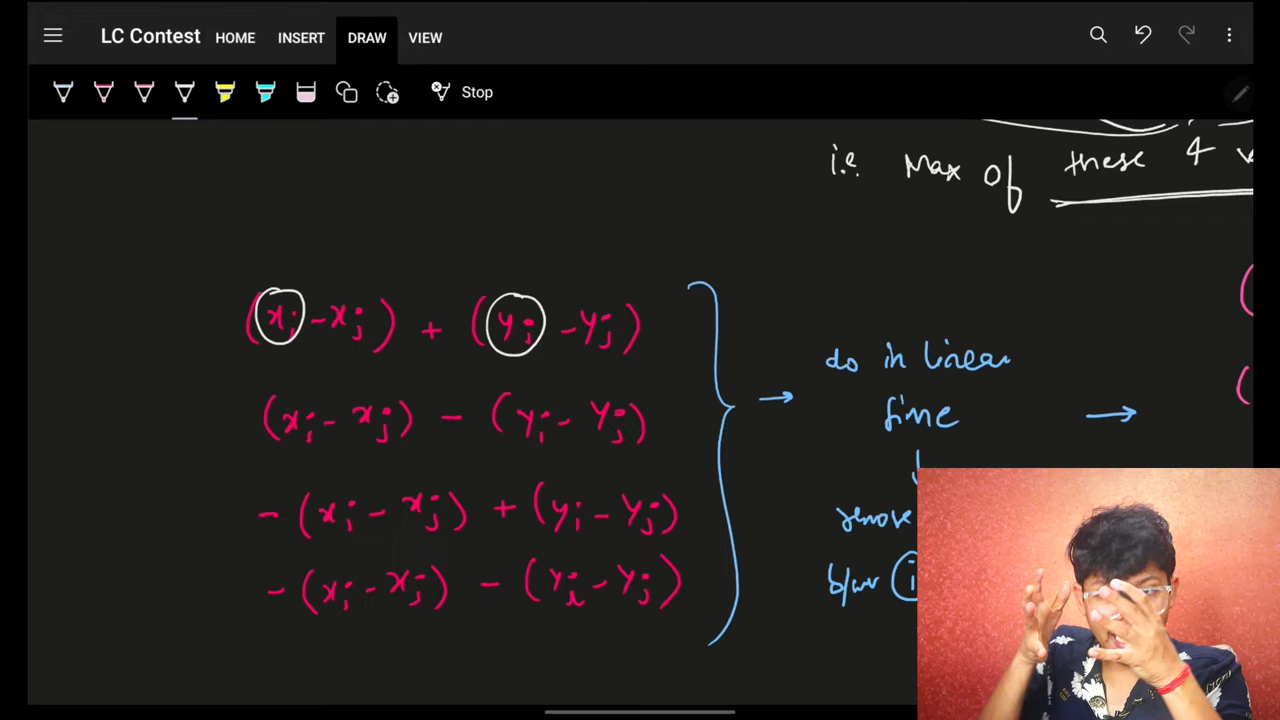 LC Contest HOME INSERT DRAW VIEW
Stop
i.e. Max of these 4
(xi - xj) + (yi - yj)
(xi - xj) - (yi - yj)
- (xi - xj) + (yi - yj)
- (xi - xj) - (yi - yj)
do in linear
time
remove
b/w i